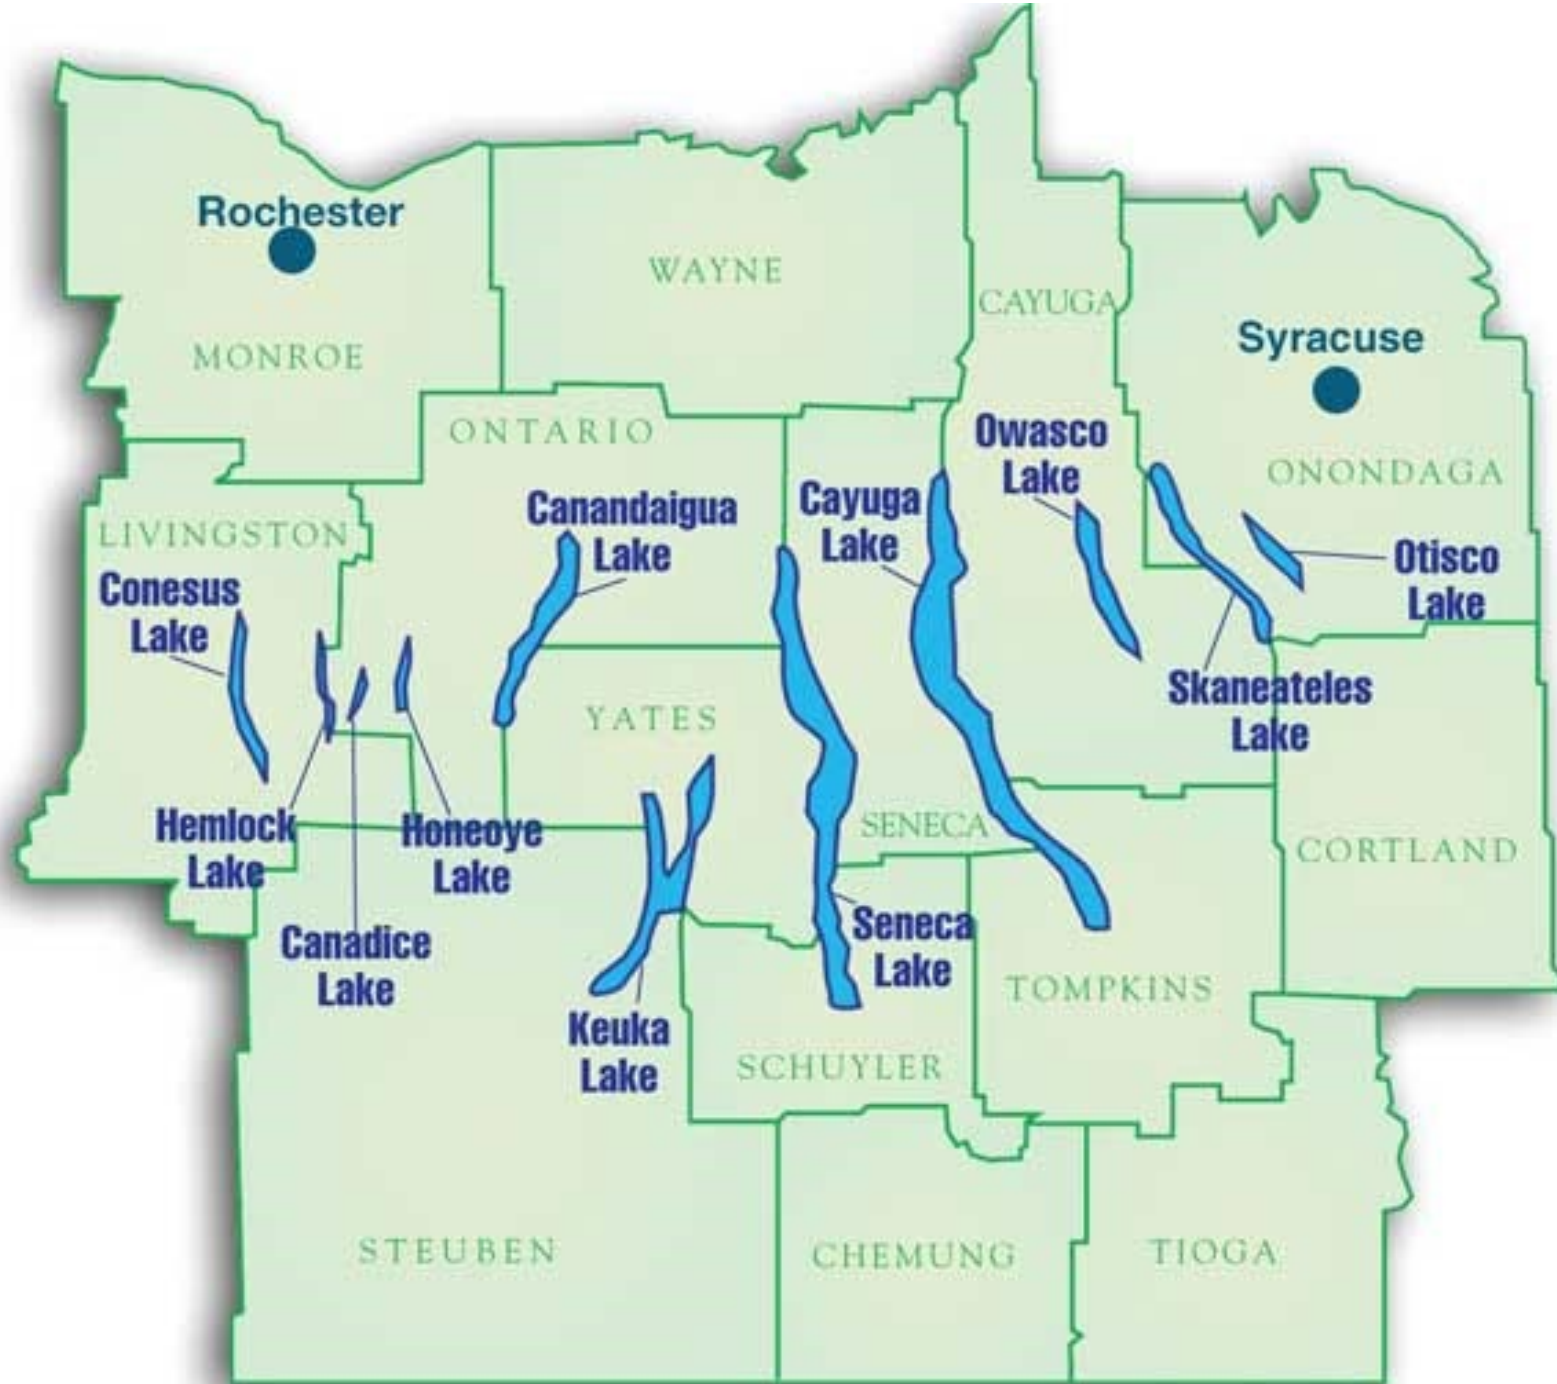 Rochester
MONROE
WAYNE
CAYUGA
Syracuse
ONONDAGA
ONTARIO
LIVINGSTON
Conesus
Lake
Canandaigua
Lake
Cayuga
Lake
Owasco
Lake
Otisco
Lake
Skaneateles
Lake
YATES
Hemlock
Lake
Honeoye
Lake
Canadice
Lake
SENECA
Seneca
Lake
Keuka
Lake
CORTLAND
TOMPKINS
SCHUYLER
STEUBEN
CHEMUNG
TIOGA